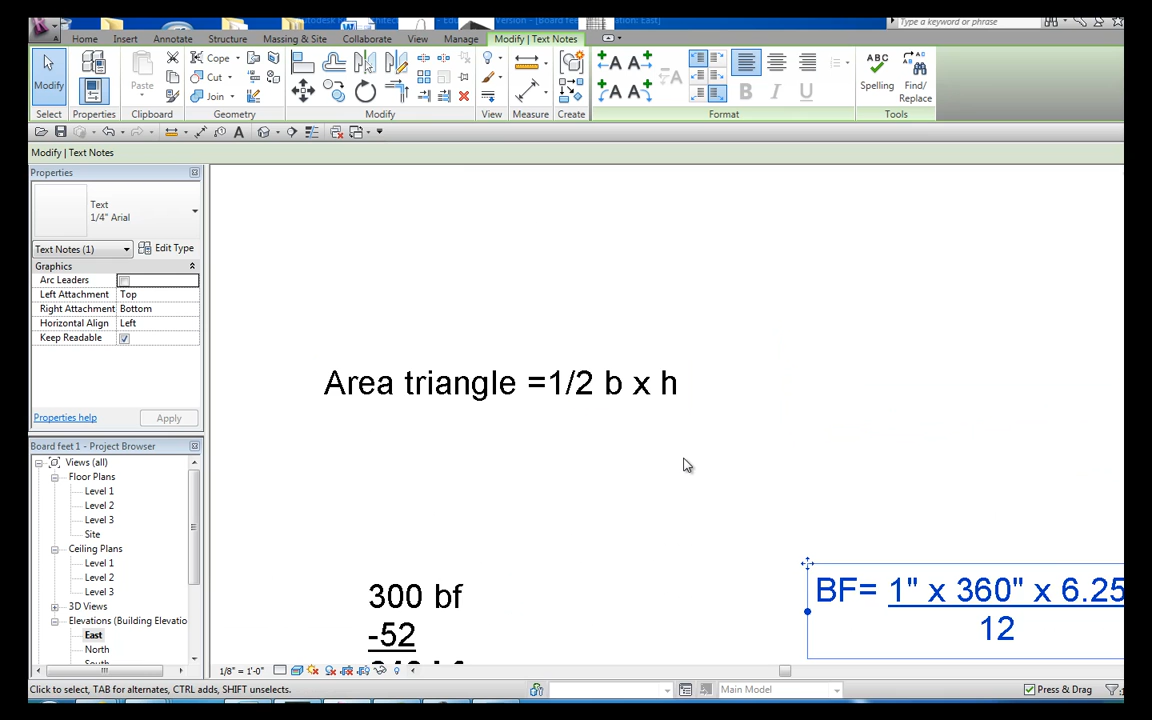 Type a keyword or phrase
Home Insert Annotate Structure Massing & Site Collaborate View Manage Modify | Text Notes
Modify Paste Cope Cut Join Spelling Find/
Replace
Select Properties Clipboard Geometry Modify View Measure Create Format Tools
Modify | Text Notes
Properties
Text
1/4" Arial
Text Notes (1) Edit Type
Graphics
Arc Leaders
Left Attachment Top
Right Attachment Bottom
Horizontal Align Left
Keep Readable
Properties help Apply
Board feet 1 - Project Browser
Views (all)
Floor Plans
Level 1
Level 2
Level 3
Site
Ceiling Plans
Level 1
Level 2
Level 3
3D Views
Elevations (Building Elevatio
East
North
Area triangle =1/2 b x h
300 bf
-52
BF= 1" x 360" x 6.25
12
1/8" = 1'-0"
Click to select, TAB for alternates, CTRL adds, SHIFT unselects.
Main Model
Press & Drag